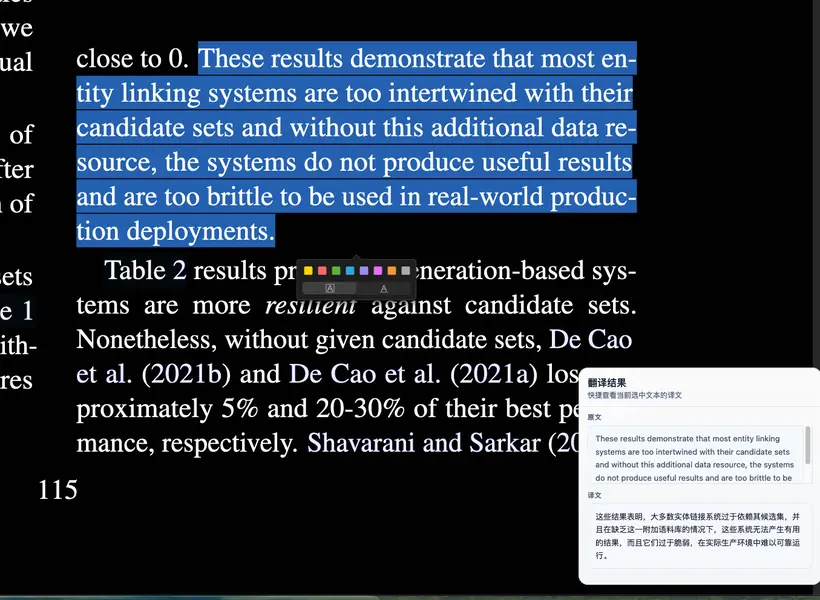 we
ual
of
fter
of
sets
e 1
ith-
res
close to 0. These results demonstrate that most en-
tity linking systems are too intertwined with their
candidate sets and without this additional data re-
source, the systems do not produce useful results
and are too brittle to be used in real-world produc-
tion deployments.
Table 2 results pr eneration-based sys-
tems are more resilient against candidate sets.
Nonetheless, without given candidate sets, De Cao
et al. (2021b) and De Cao et al. (2021a) los
proximately 5% and 20-30% of their best pe
mance, respectively. Shavarani and Sarkar (20
115
A
A
翻译结果
快捷查看当前选中文本的译文
原文
These results demonstrate that most entity linking
systems are too intertwined with their candidate sets
and without this additional data resource, the systems
do not produce useful results and are too brittle to be
译文
这些结果表明，大多数实体链接系统过于依赖其候选集，并
且在缺乏这一附加语料库的情况下，这些系统无法产生有用
的结果，而且它们过于脆弱，在实际生产环境中难以可靠运
行。